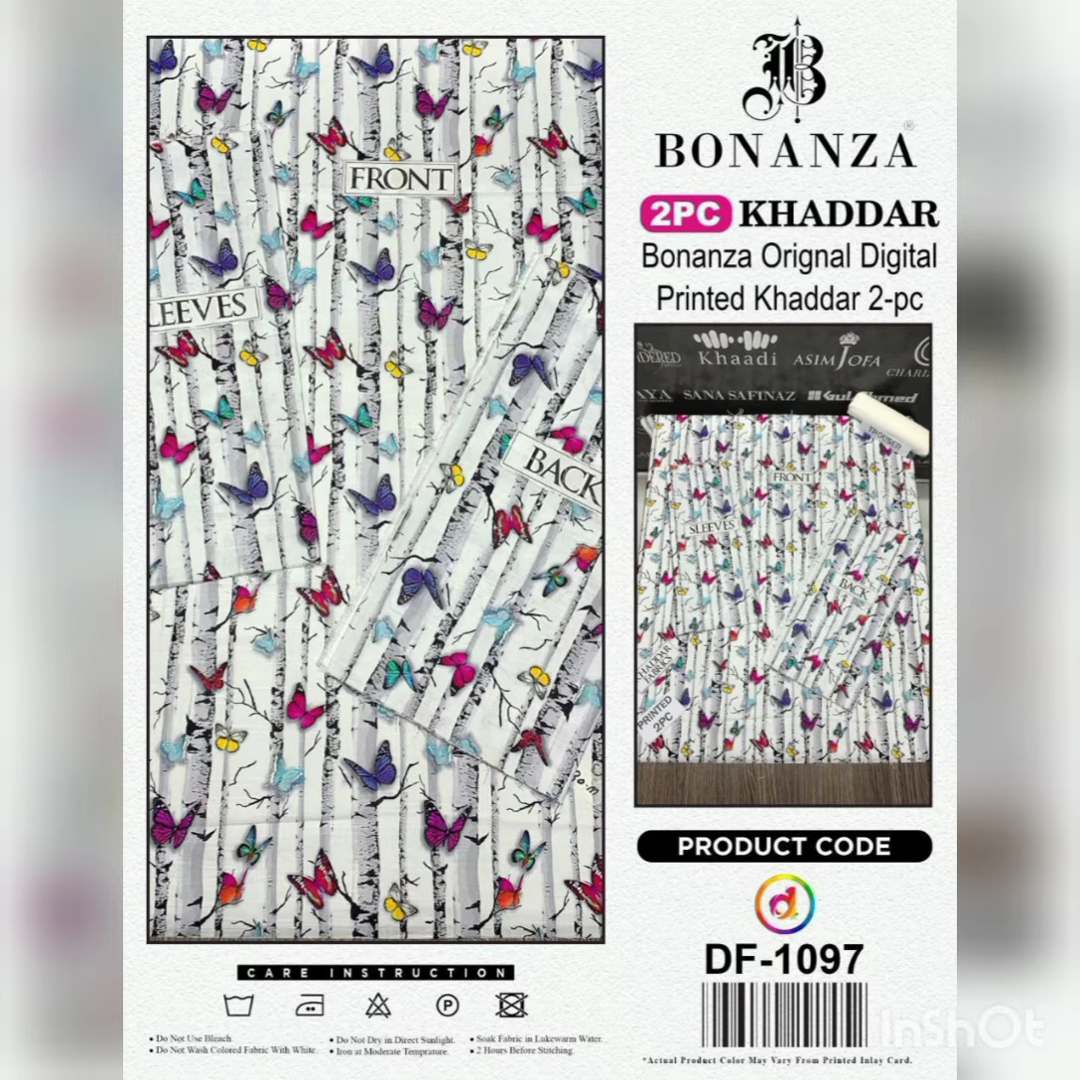 BONANZA
®
2PC KHADDAR
Bonanza Orignal Digital
Printed Khaddar 2-pc
FRONT
LEEVES
BACK
Khaadi
ASIM JOFA
SANA SAFINAZ
TROUSER
FRONT
SLEEVES
BACK
PRINTED
2PC
PRODUCT CODE
d
DF-1097
CARE INSTRUCTION
P
• Do Not Use Bleach.
• Do Not Wash Colored Fabric With White.
• Do Not Dry in Direct Sunlight.
• Iron at Moderate Temprature.
• Soak Fabric in Lukewarm Water.
• 2 Hours Before Stitching.
*Actual Product Color May Vary From Printed Inlay Card.
InShOt